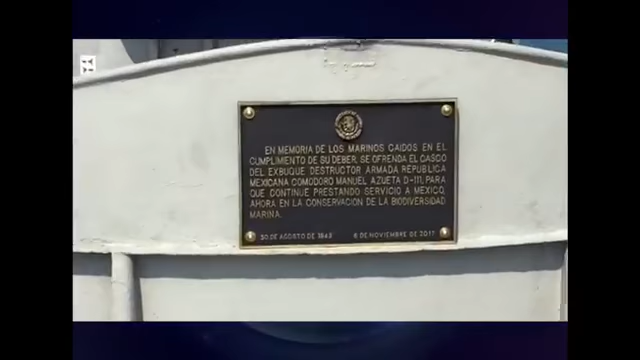 EN MEMORIA DE LOS MARINOS CAIDOS EN EL
CUMPLIMIENTO DE SU DEBER, SE OFRENDA EL CASCO
DEL EXBUQUE DESTRUCTOR ARMADA REPUBLICA
MEXICANA COMODORO MANUEL AZUETA D-111, PARA
QUE CONTINUE PRESTANDO SERVICIO A MEXICO,
AHORA EN LA CONSERVACION DE LA BIODIVERSIDAD
MARINA.
30 DE AGOSTO DE 1943 6 DE NOVIEMBRE DE 2017